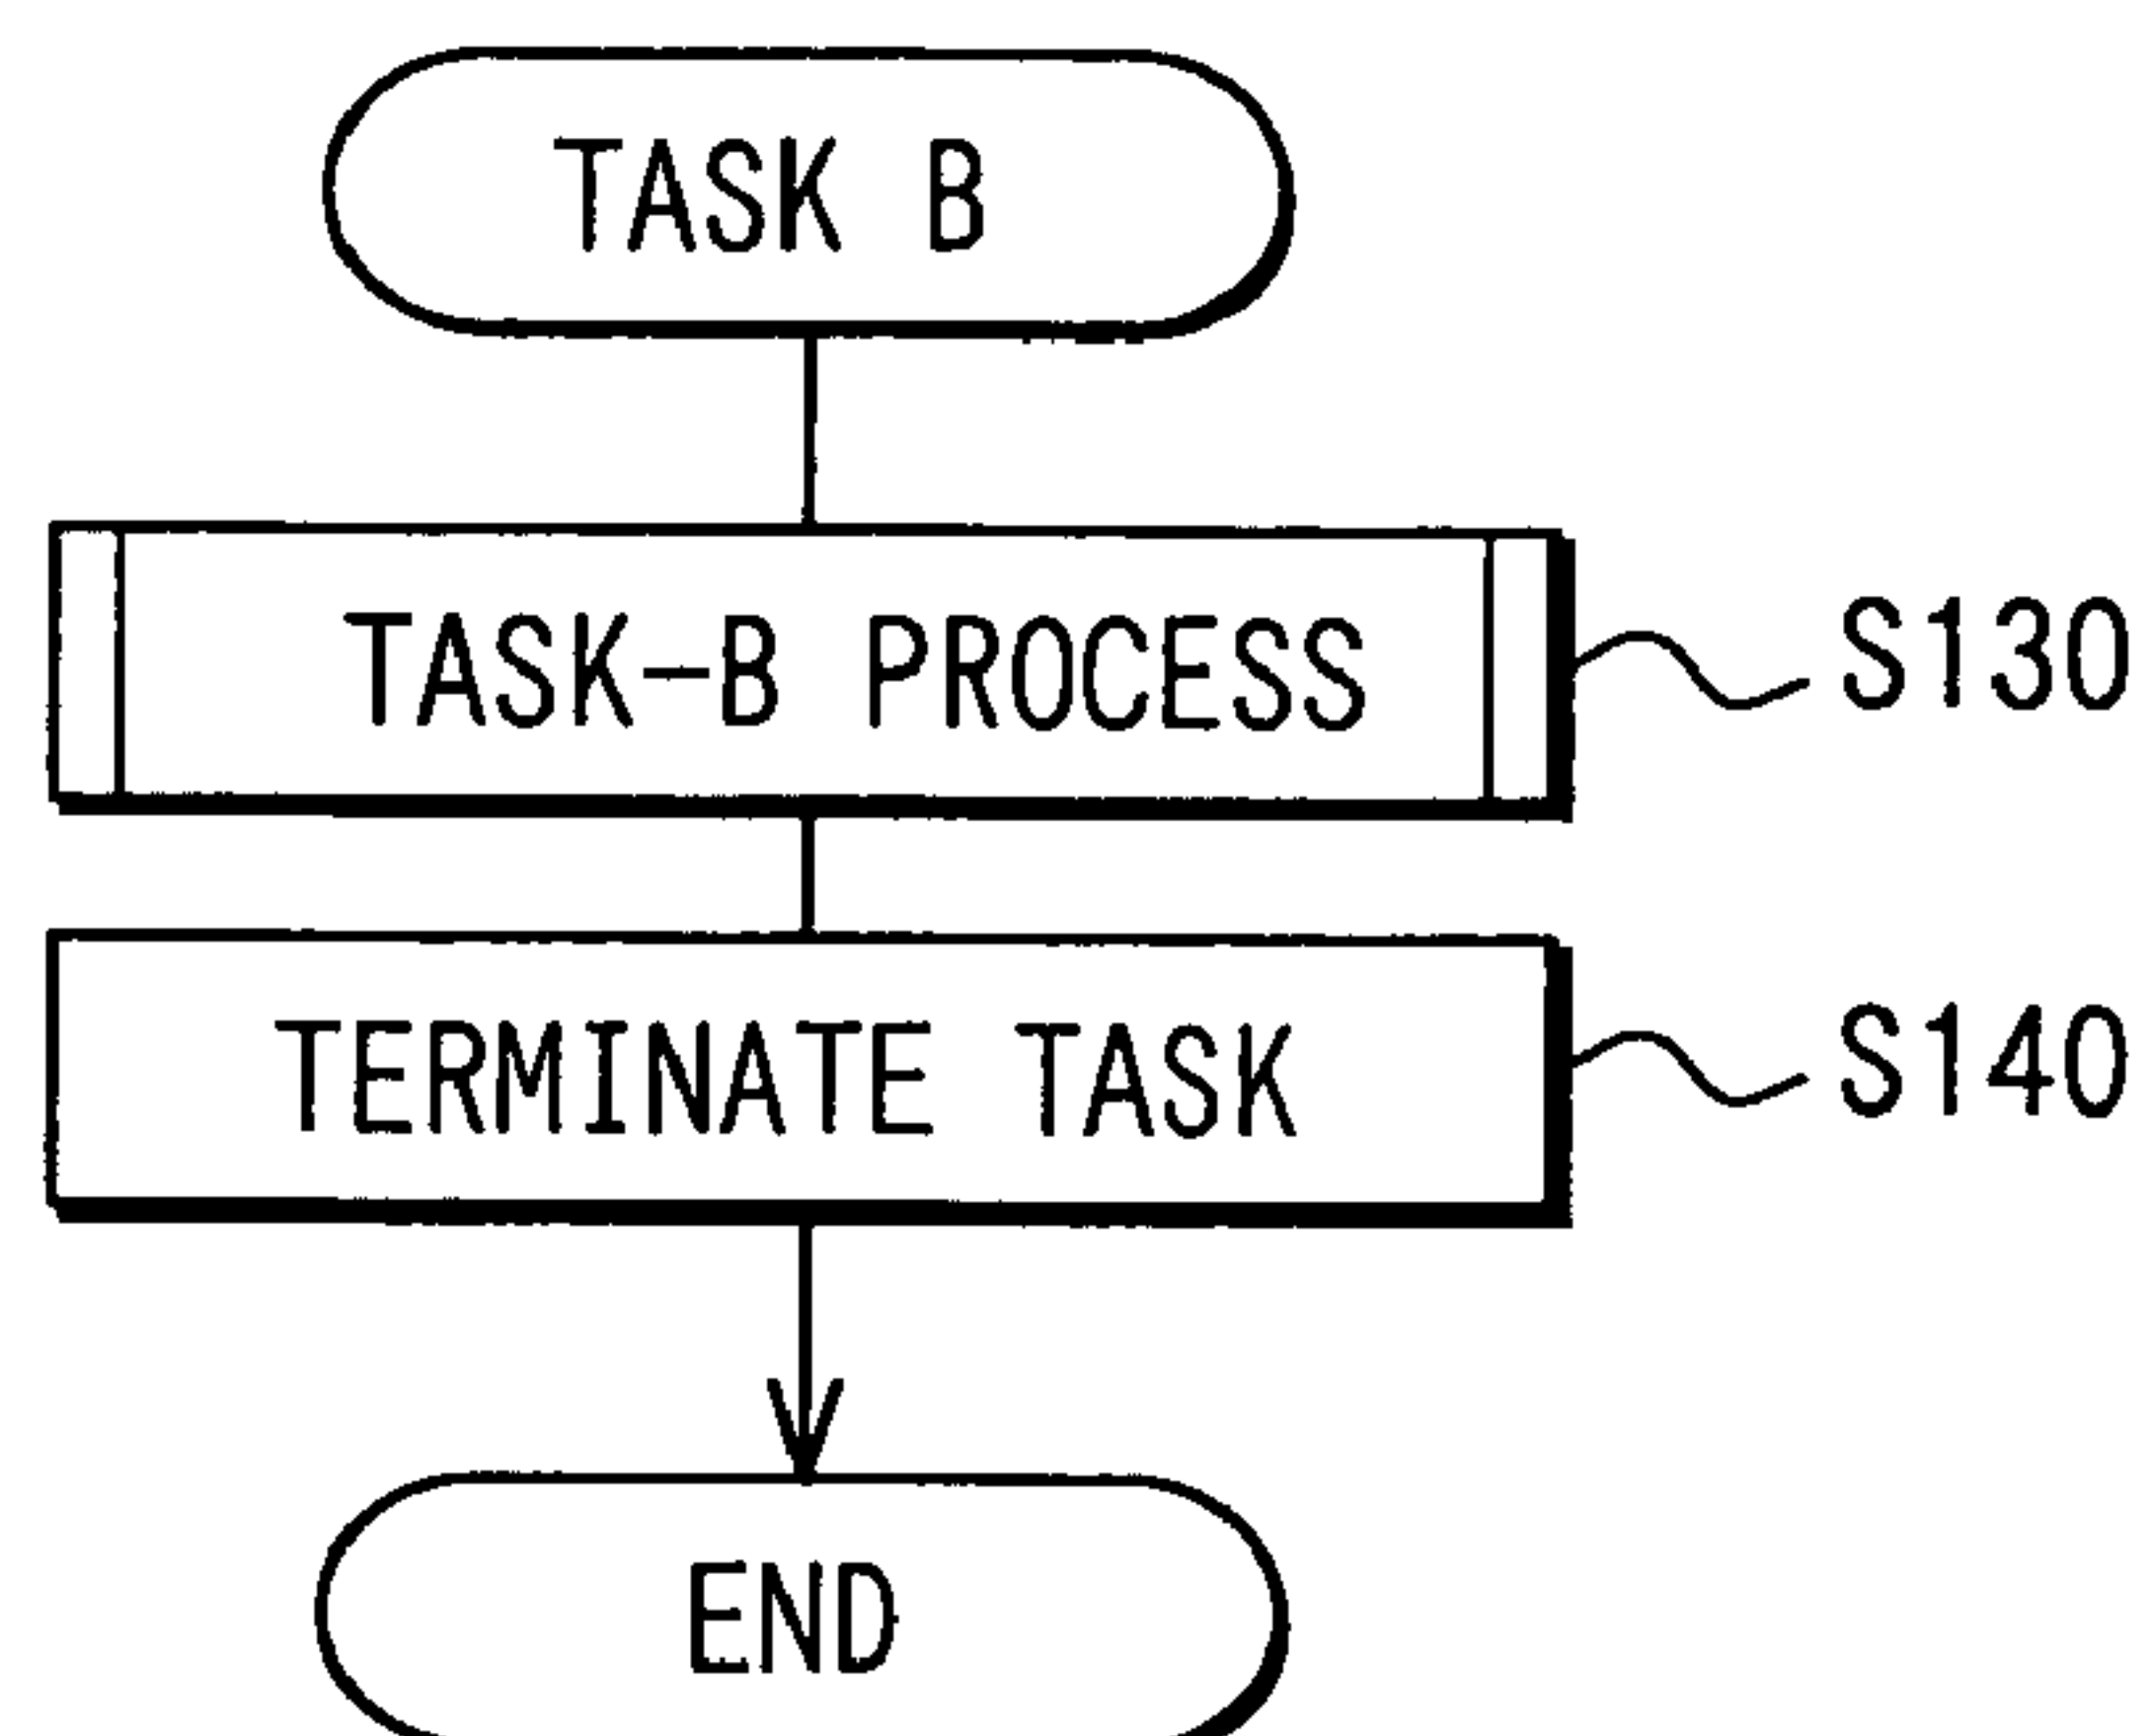 TASK B
TASK-B PROCESS
S130
TERMINATE TASK
S140
END